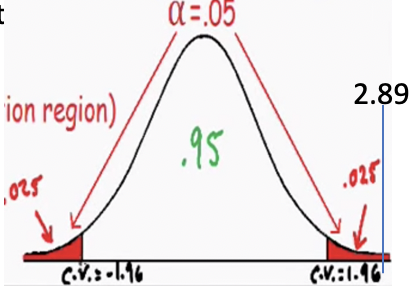 t
α=.05
2.89
ion region)
.95
.025
.025
C.V.=-1.96
C.V.=1.96